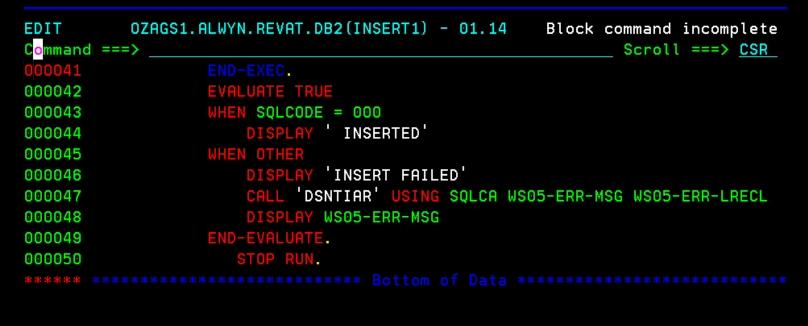 EDIT OZAGS1.ALWYN.REVAT.DB2(INSERT1) - 01.14 Block command incomplete
Command ===> Scroll ===> CSR
000041 END-EXEC.
000042 EVALUATE TRUE
000043 WHEN SQLCODE = 000
000044 DISPLAY ' INSERTED'
000045 WHEN OTHER
000046 DISPLAY 'INSERT FAILED'
000047 CALL 'DSNTIAR' USING SQLCA WS05-ERR-MSG WS05-ERR-LRECL
000048 DISPLAY WS05-ERR-MSG
000049 END-EVALUATE.
000050 STOP RUN.
****** **************************** Bottom of Data ****************************